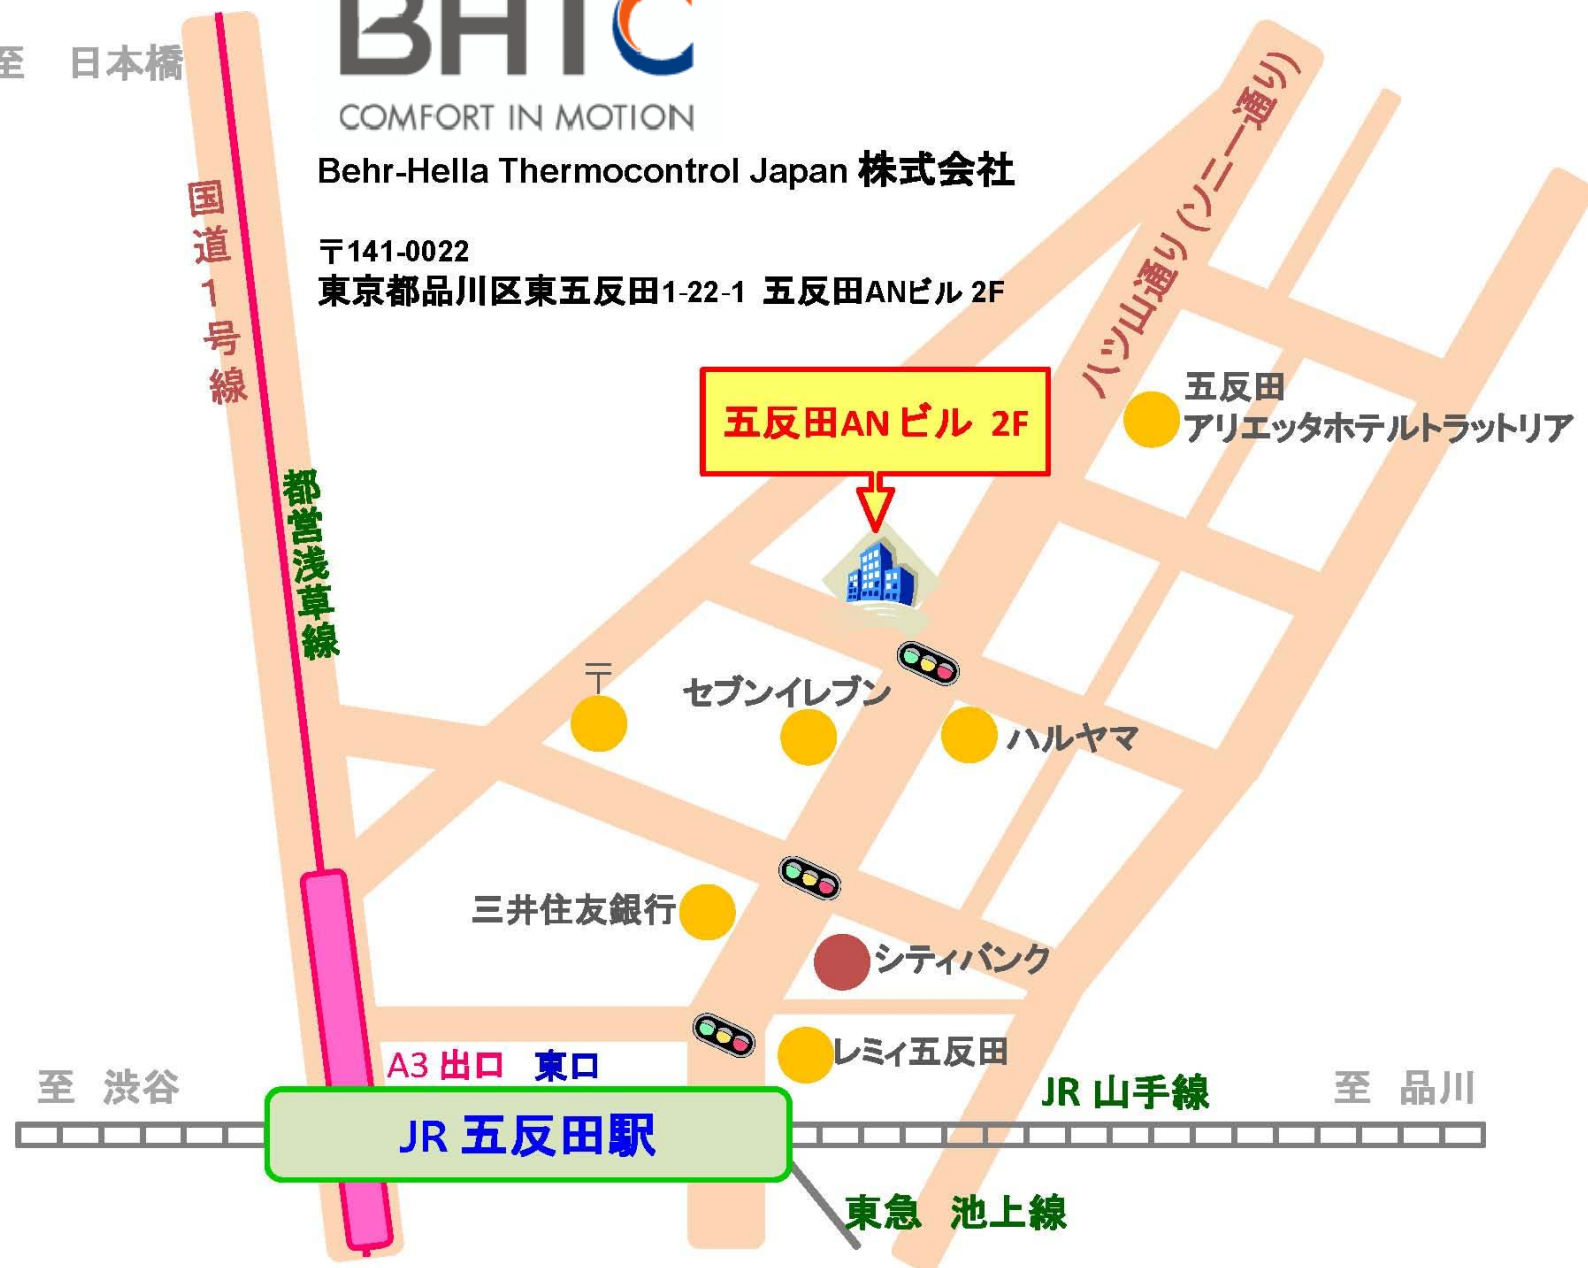 至 日本橋
BHTC
COMFORT IN MOTION
Behr-Hella Thermocontrol Japan 株式会社
〒141-0022
東京都品川区東五反田1-22-1 五反田ANビル 2F
国道1号線
八ツ山通り (ソニー通り)
五反田
アリエッタホテルトラットリア
五反田AN ビル 2F
都営浅草線
〒
セブンイレブン
ハルヤマ
三井住友銀行
シティバンク
レミィ五反田
A3 出口 東口
至 渋谷
JR 五反田駅
JR 山手線
至 品川
東急 池上線